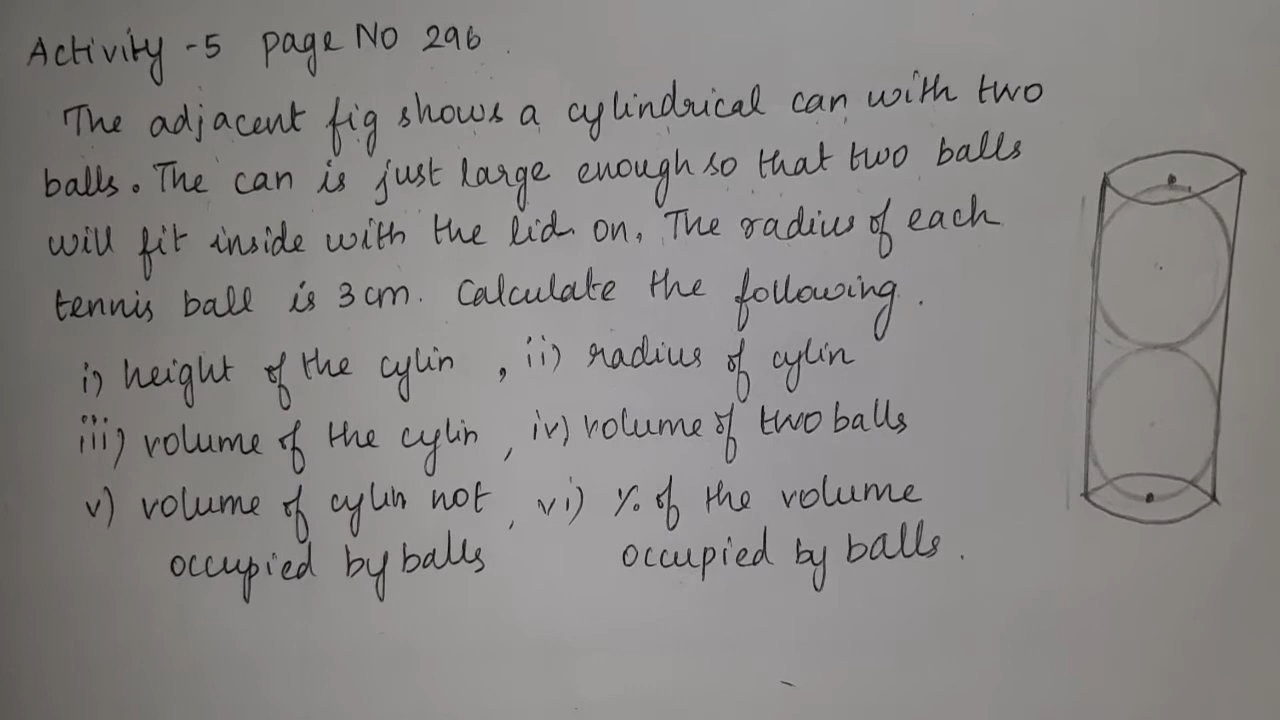 Activity -5 page No 296.
The adjacent fig shows a cylindrical can with two
balls. The can is just large enough so that two balls
will fit inside with the lid on. The radius of each
tennis ball is 3 cm. Calculate the following.
i) height of the cylin , ii) radius of cylin
iii) volume of the cylin , iv) volume of two balls
v) volume of cylin not , vi) % of the volume
occupied by balls occupied by balls.